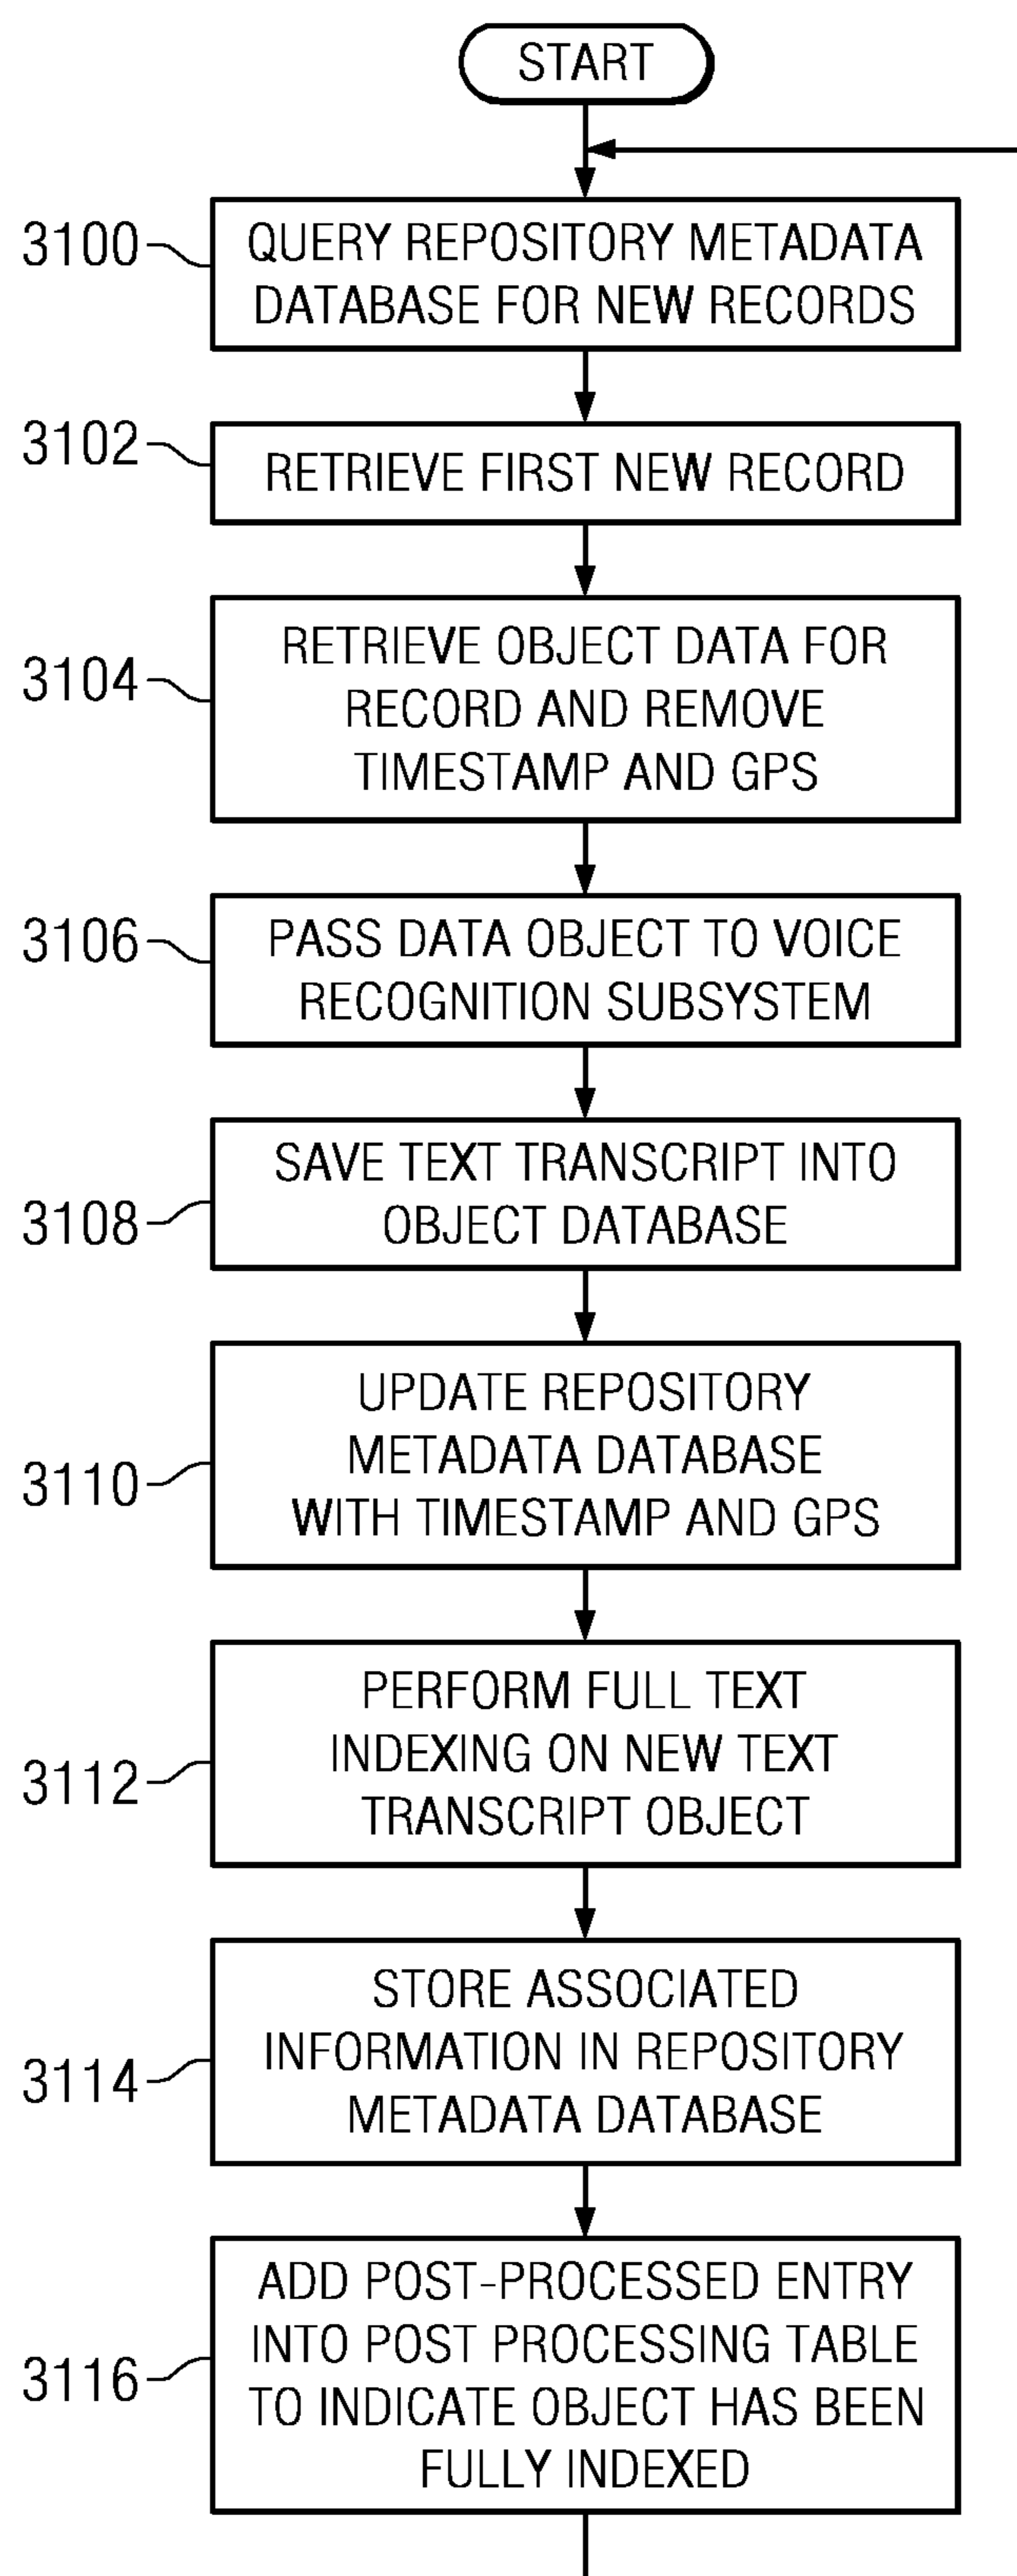 START
3100
QUERY REPOSITORY METADATA
DATABASE FOR NEW RECORDS
3102
RETRIEVE FIRST NEW RECORD
3104
RETRIEVE OBJECT DATA FOR
RECORD AND REMOVE
TIMESTAMP AND GPS
3106
PASS DATA OBJECT TO VOICE
RECOGNITION SUBSYSTEM
3108
SAVE TEXT TRANSCRIPT INTO
OBJECT DATABASE
3110
UPDATE REPOSITORY
METADATA DATABASE
WITH TIMESTAMP AND GPS
3112
PERFORM FULL TEXT
INDEXING ON NEW TEXT
TRANSCRIPT OBJECT
3114
STORE ASSOCIATED
INFORMATION IN REPOSITORY
METADATA DATABASE
3116
ADD POST-PROCESSED ENTRY
INTO POST PROCESSING TABLE
TO INDICATE OBJECT HAS BEEN
FULLY INDEXED